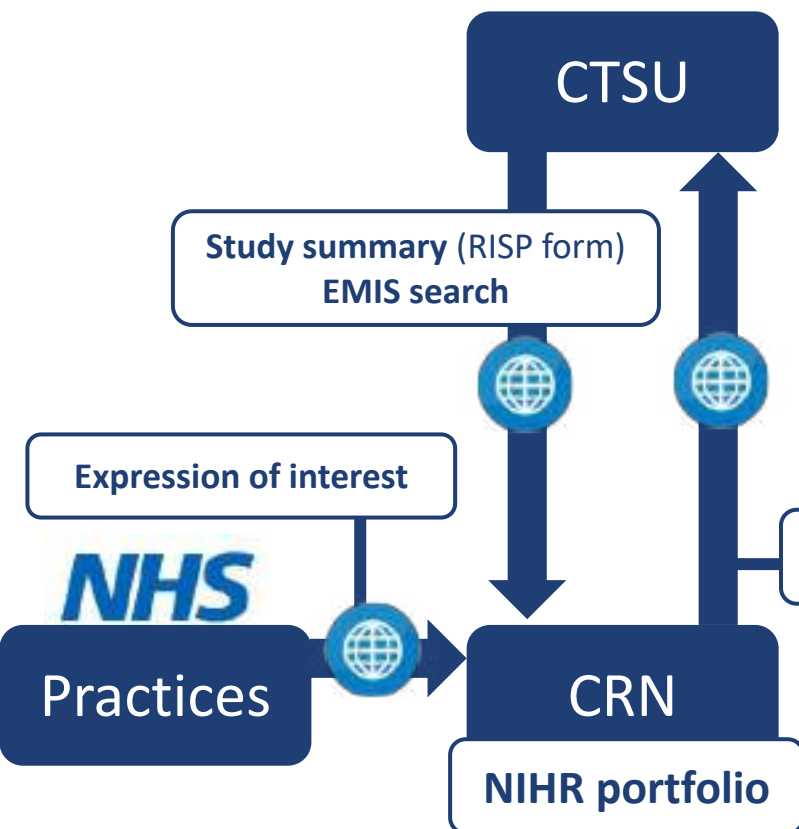 CTSU
Study summary (RISP form)
EMIS search
Expression of interest
NHS
Practices
CRN
NIHR portfolio